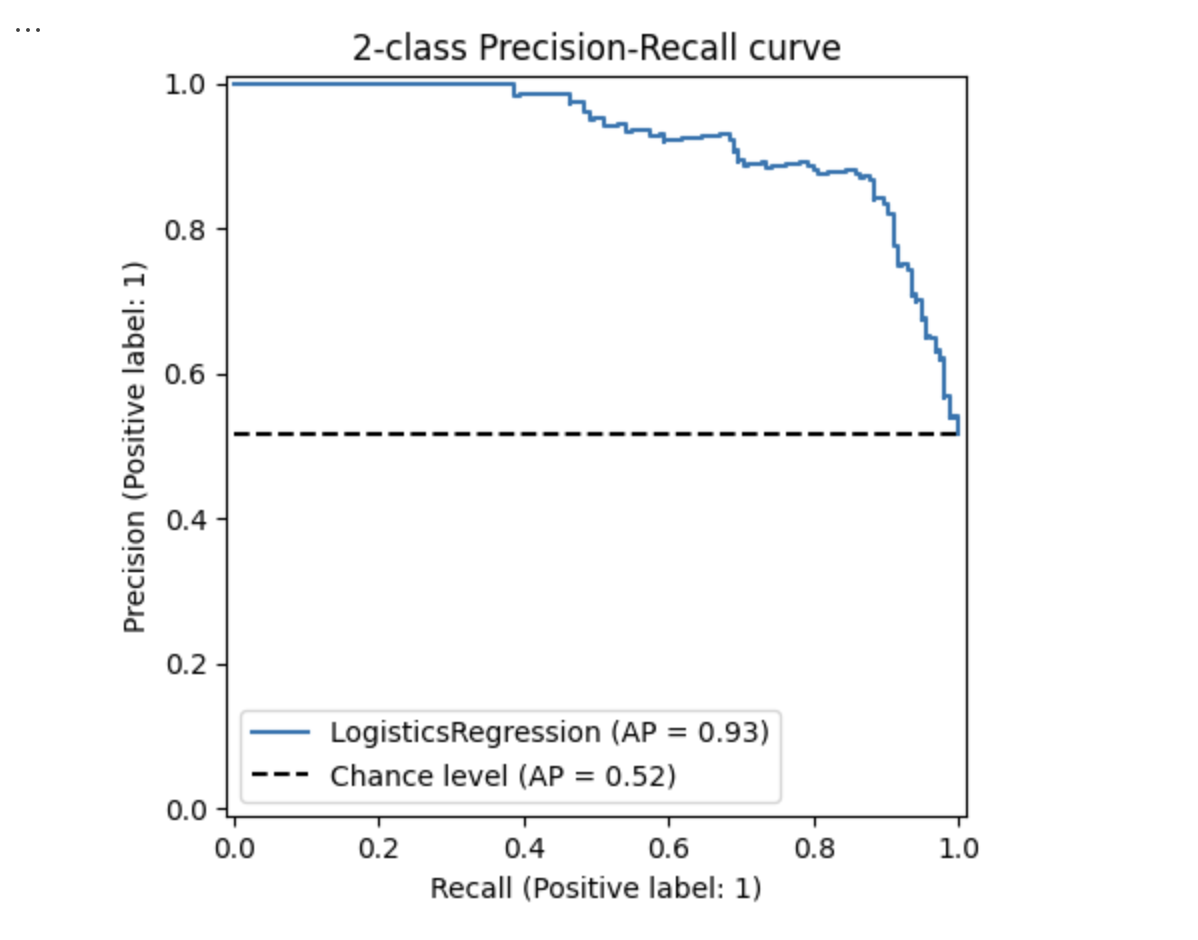 ...
2-class Precision-Recall curve
1.0
0.8
0.6
0.4
0.2
0.0
Precision (Positive label: 1)
LogisticsRegression (AP = 0.93)
Chance level (AP = 0.52)
0.0 0.2 0.4 0.6 0.8 1.0
Recall (Positive label: 1)